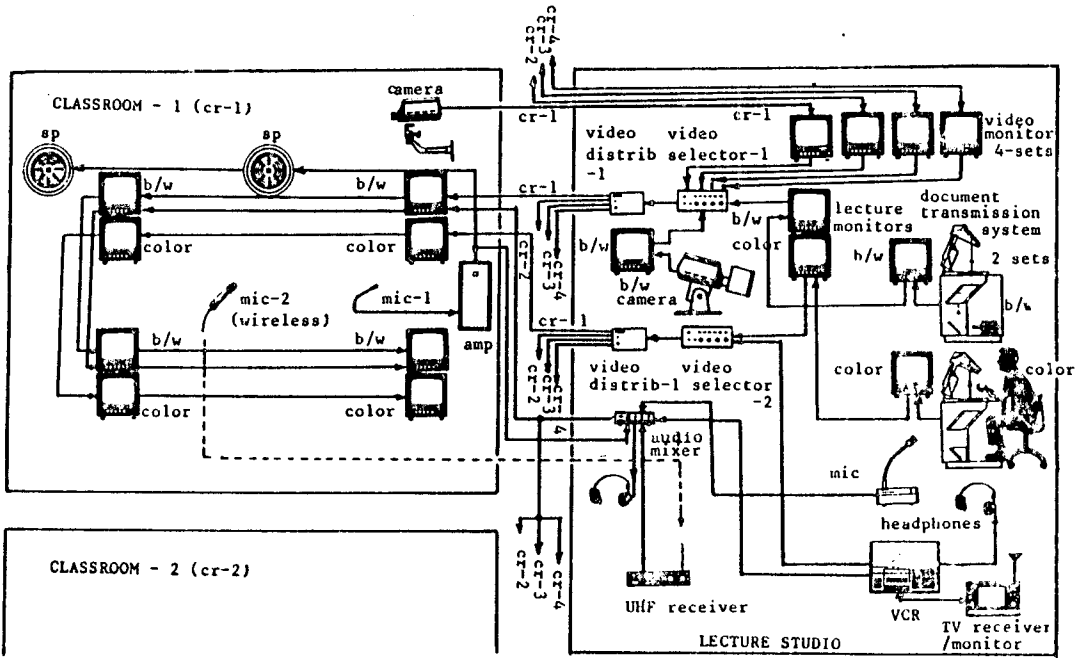 cr-4
cr-3
cr-2
CLASSROOM - 1 (cr-1)
camera
cr-1
cr-1
sp
sp
video
distrib
-1
video
selector-1
video
monitor
4-sets
b/w
b/w
cr-1
cr-2
cr-3
cr-4
color
color
b/w
b/w
color
lecture
monitors
document
transmission
system
2 sets
b/w
b/w
b/w
camera
mic-2
(wireless)
mic-1
amp
cr-1
cr-2
cr-3
cr-4
b/w
b/w
color
color
video
distrib-1
video
selector
-2
color
color
audio
mixer
mic
headphones
cr-2
cr-3
cr-4
CLASSROOM - 2 (cr-2)
UHF receiver
VCR
TV receiver
/monitor
LECTURE STUDIO